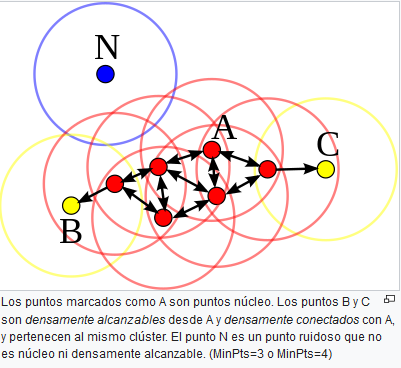 N
A
C
B
Los puntos marcados como A son puntos núcleo. Los puntos B y C
son densamente alcanzables desde A y densamente conectados con A,
y pertenecen al mismo clúster. El punto N es un punto ruidoso que no
es núcleo ni densamente alcanzable. (MinPts=3 o MinPts=4)